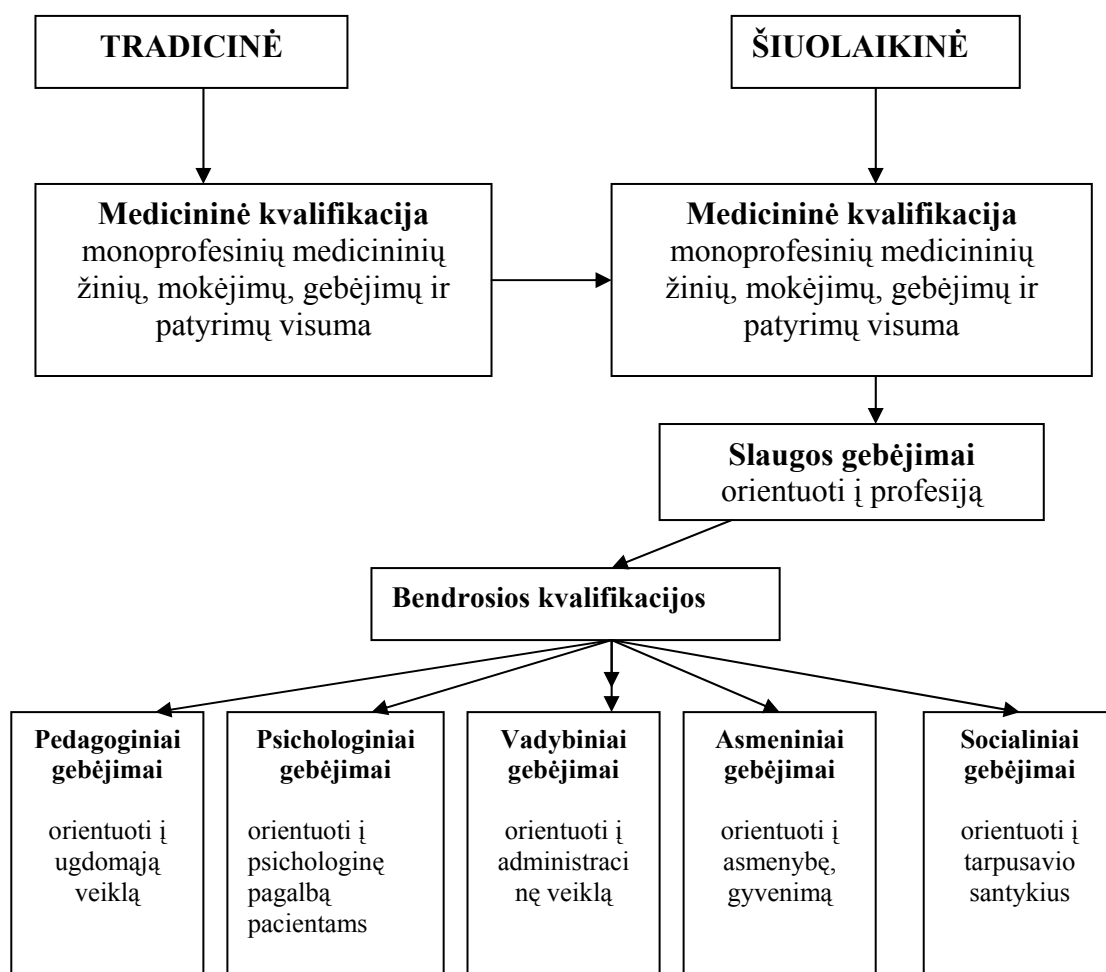 TRADICINĖ
ŠIUOLAIKINĖ
Medicininė kvalifikacija
monoprofesinių medicininių
žinių, mokėjimų, gebėjimų ir
patyrimų visuma
Medicininė kvalifikacija
monoprofesinių medicininių
žinių, mokėjimų, gebėjimų ir
patyrimų visuma
Slaugos gebėjimai
orientuoti į profesiją
Bendrosios kvalifikacijos
Pedagoginiai
gebėjimai
orientuoti į
ugdomąją
veiklą
Psichologiniai
gebėjimai
orientuoti į
psichologinę
pagalbą
pacientams
Vadybiniai
gebėjimai
orientuoti į
administraci
nę veiklą
Asmeniniai
gebėjimai
orientuoti į
asmenybę,
gyvenimą
Socialiniai
gebėjimai
orientuoti į
tarpusavio
santykius